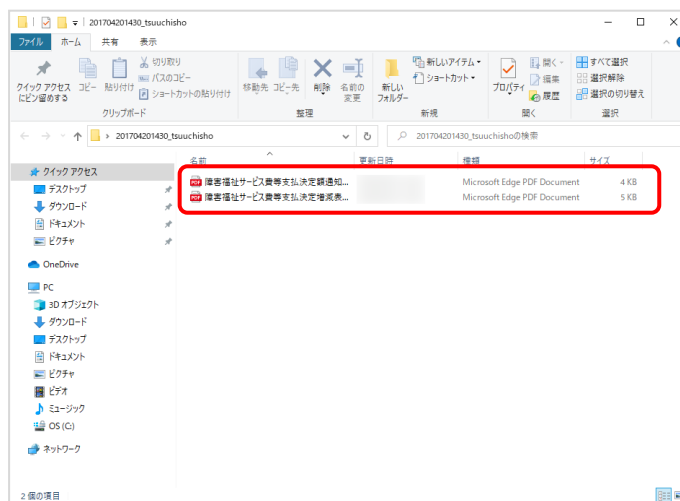 201704201430_tsuuchisho
ファイル ホーム 共有 表示
クイック アクセスにピン留めする
コピー
貼り付け
切り取り
パスのコピー
ショートカットの貼り付け
クリップボード
移動先 コピー先 削除 名前の変更
整理
新しいフォルダー
新しいアイテム
ショートカット
新規
プロパティ
開く
編集
履歴
開く
すべて選択
選択解除
選択の切り替え
選択
201704201430_tsuuchisho
201704201430_tsuuchishoの検索
名前 更新日時 種類 サイズ
障害福祉サービス費等支払決定額通知... Microsoft Edge PDF Document 4 KB
障害福祉サービス費等支払決定増減表... Microsoft Edge PDF Document 5 KB
クイック アクセス
デスクトップ
ダウンロード
ドキュメント
ピクチャ
OneDrive
PC
3D オブジェクト
ダウンロード
デスクトップ
ドキュメント
ピクチャ
ビデオ
ミュージック
OS (C:)
ネットワーク
2 個の項目